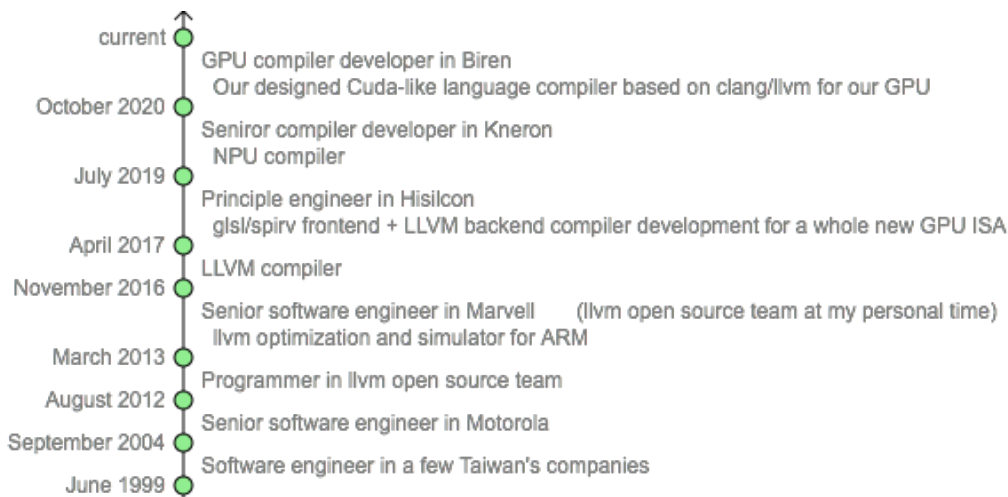 current
GPU compiler developer in Biren
Our designed Cuda-like language compiler based on clang/llvm for our GPU
October 2020
Seniror compiler developer in Kneron
NPU compiler
July 2019
Principle engineer in Hisilcon
glsl/spirv frontend + LLVM backend compiler development for a whole new GPU ISA
April 2017
LLVM compiler
November 2016
Senior software engineer in Marvell (llvm open source team at my personal time)
llvm optimization and simulator for ARM
March 2013
Programmer in llvm open source team
August 2012
Senior software engineer in Motorola
September 2004
Software engineer in a few Taiwan's companies
June 1999